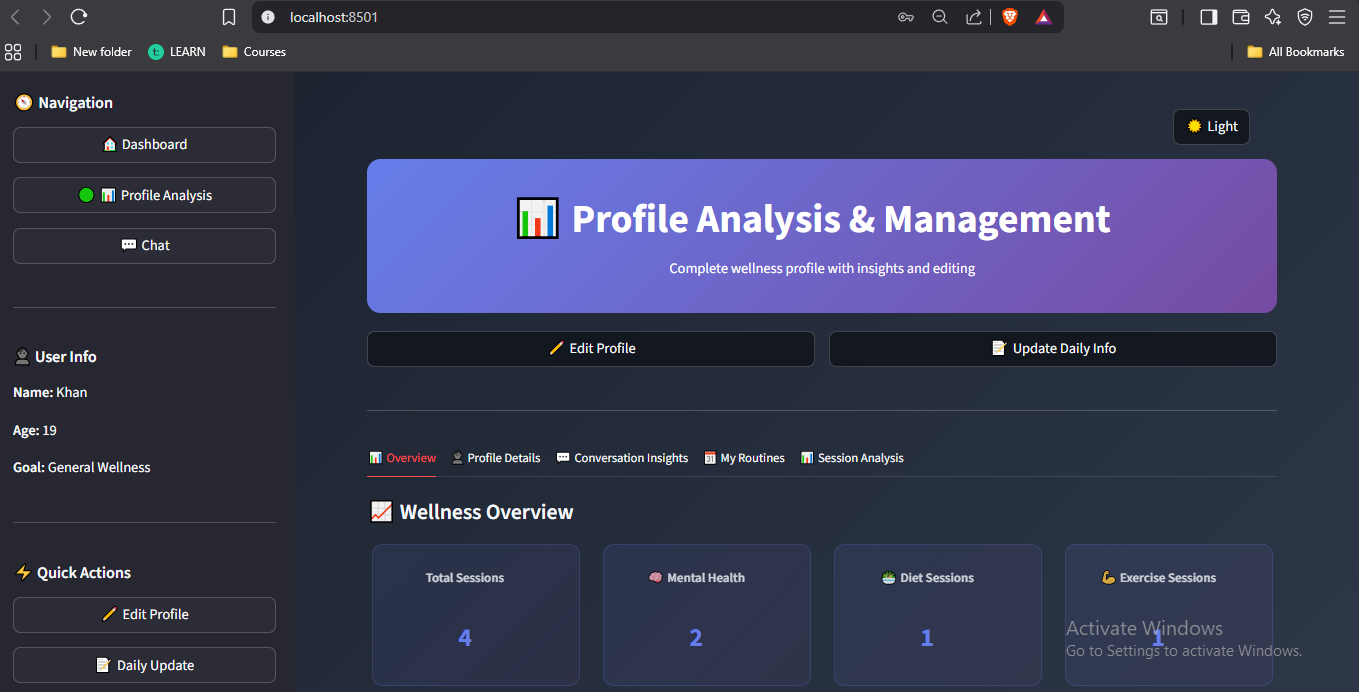 localhost:8501
New folder
LEARN
Courses
All Bookmarks
Navigation
Dashboard
Profile Analysis
Chat
User Info
Name: Khan
Age: 19
Goal: General Wellness
Quick Actions
Edit Profile
Daily Update
Light
Profile Analysis & Management
Complete wellness profile with insights and editing
Edit Profile
Update Daily Info
Overview
Profile Details
Conversation Insights
My Routines
Session Analysis
Wellness Overview
Total Sessions
4
Mental Health
2
Diet Sessions
1
Exercise Sessions
1
Activate Windows
Go to Settings to activate Windows.